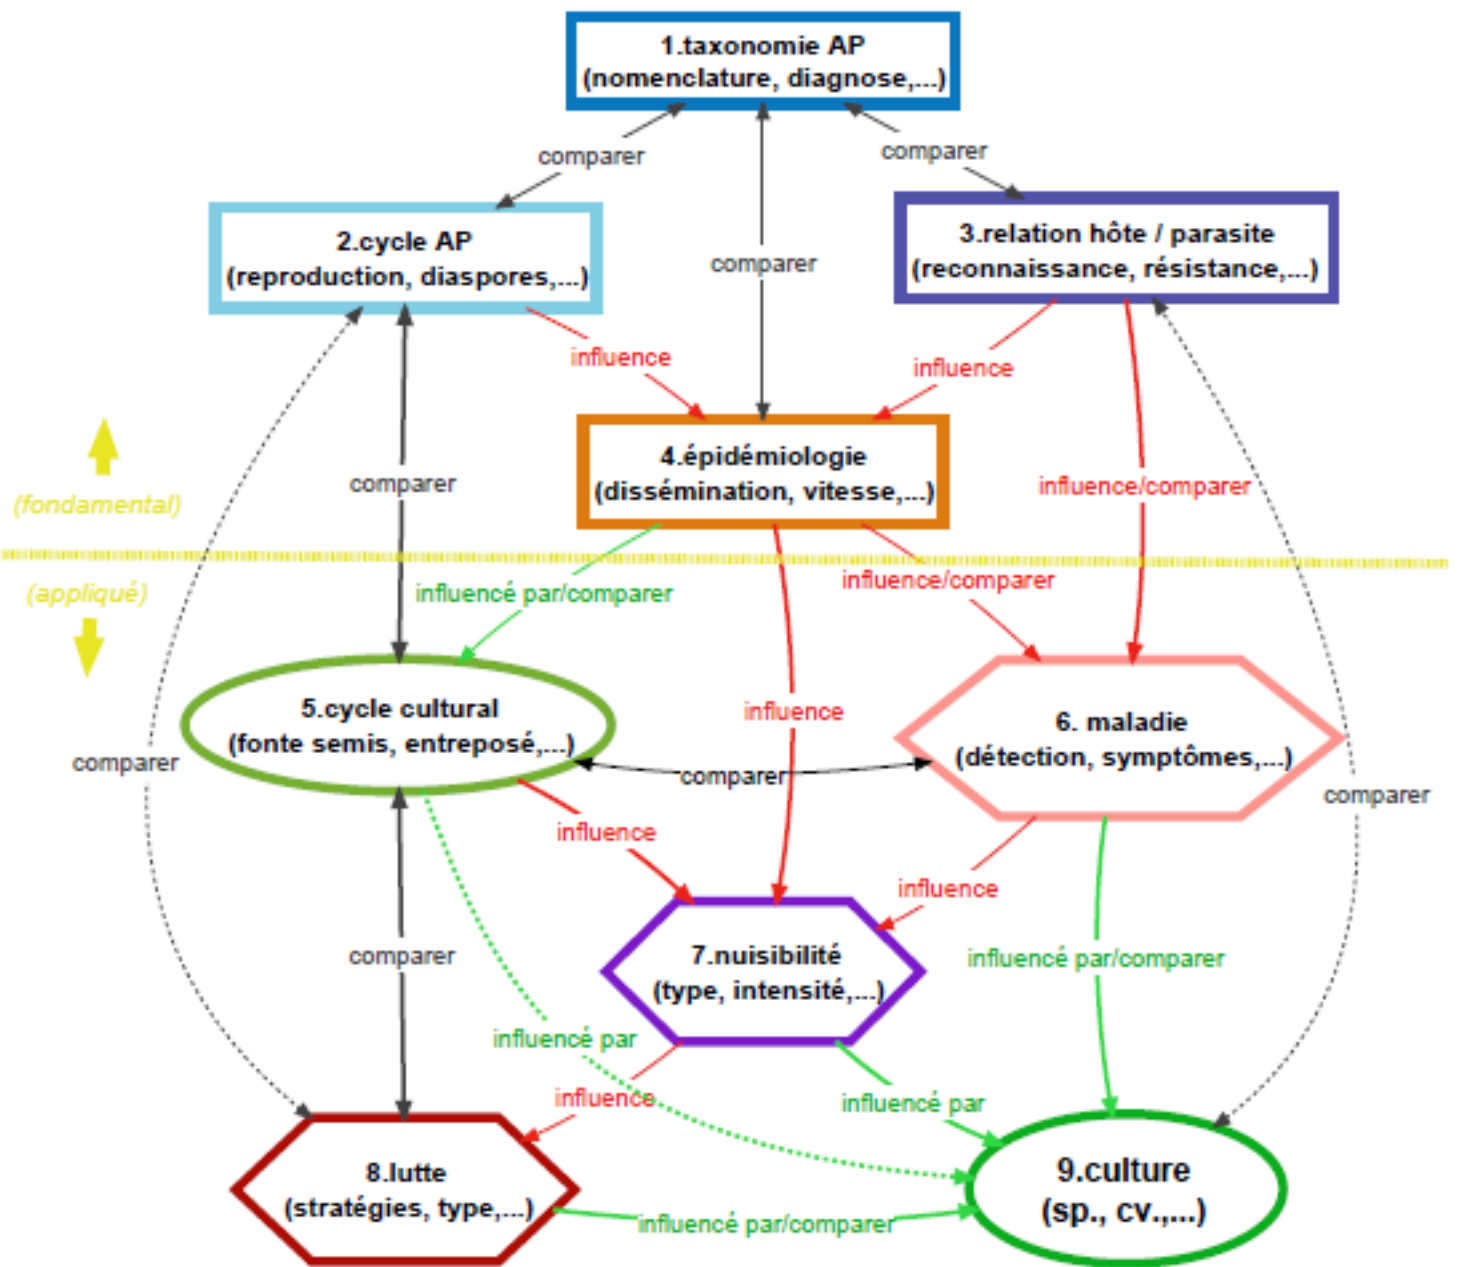 1.taxonomie AP
(nomenclature, diagnose,...)
comparer
comparer
2.cycle AP
(reproduction, diaspores,...)
3.relation hôte / parasite
(reconnaissance, résistance,...)
comparer
influence
influence
4.épidémiologie
(dissémination, vitesse,...)
comparer
influence/comparer
(fondamental)
(appliqué)
influencé par/comparer
influence/comparer
5.cycle cultural
(fonte semis, entreposé,...)
influence
6. maladie
(détection, symptômes,...)
comparer
comparer
comparer
influence
influence
7.nuisibilité
(type, intensité,...)
comparer
influencé par/comparer
influencé par
influence
influencé par
8.lutte
(stratégies, type,...)
9.culture
(sp., cv.,...)
influencé par/comparer